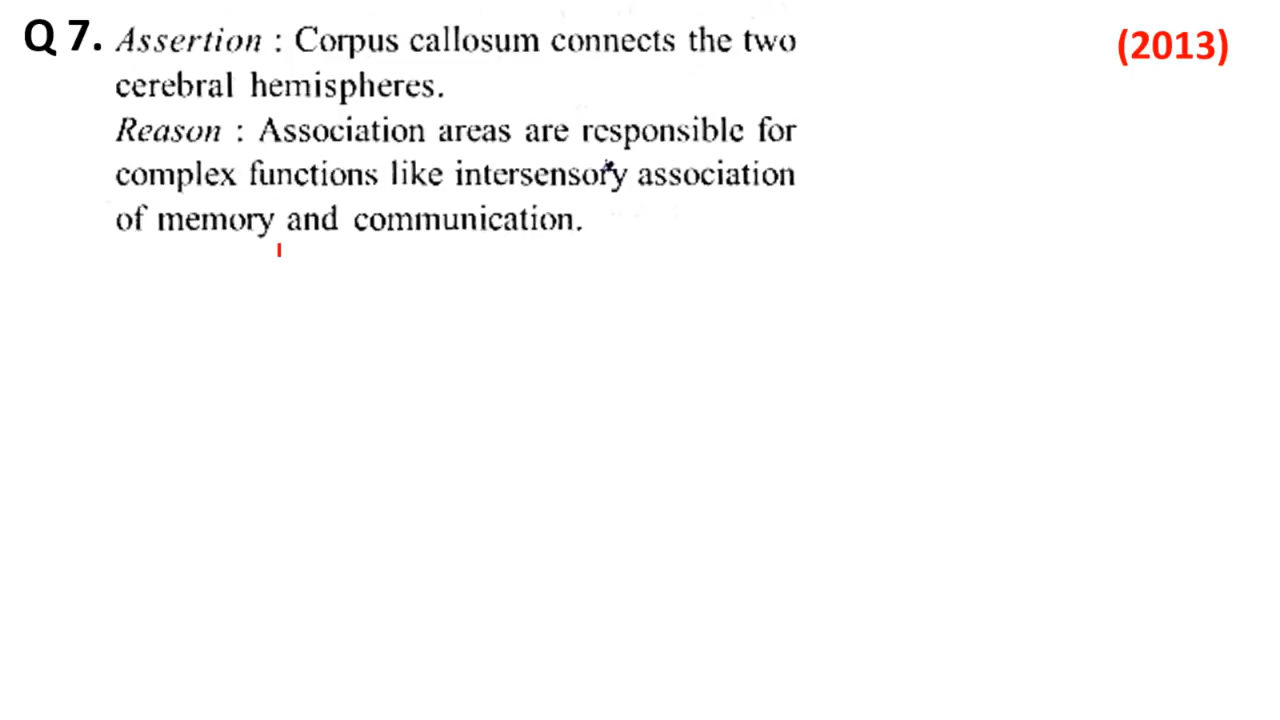 Q 7. Assertion : Corpus callosum connects the two (2013)
cerebral hemispheres.
Reason : Association areas are responsible for
complex functions like intersensory association
of memory and communication.